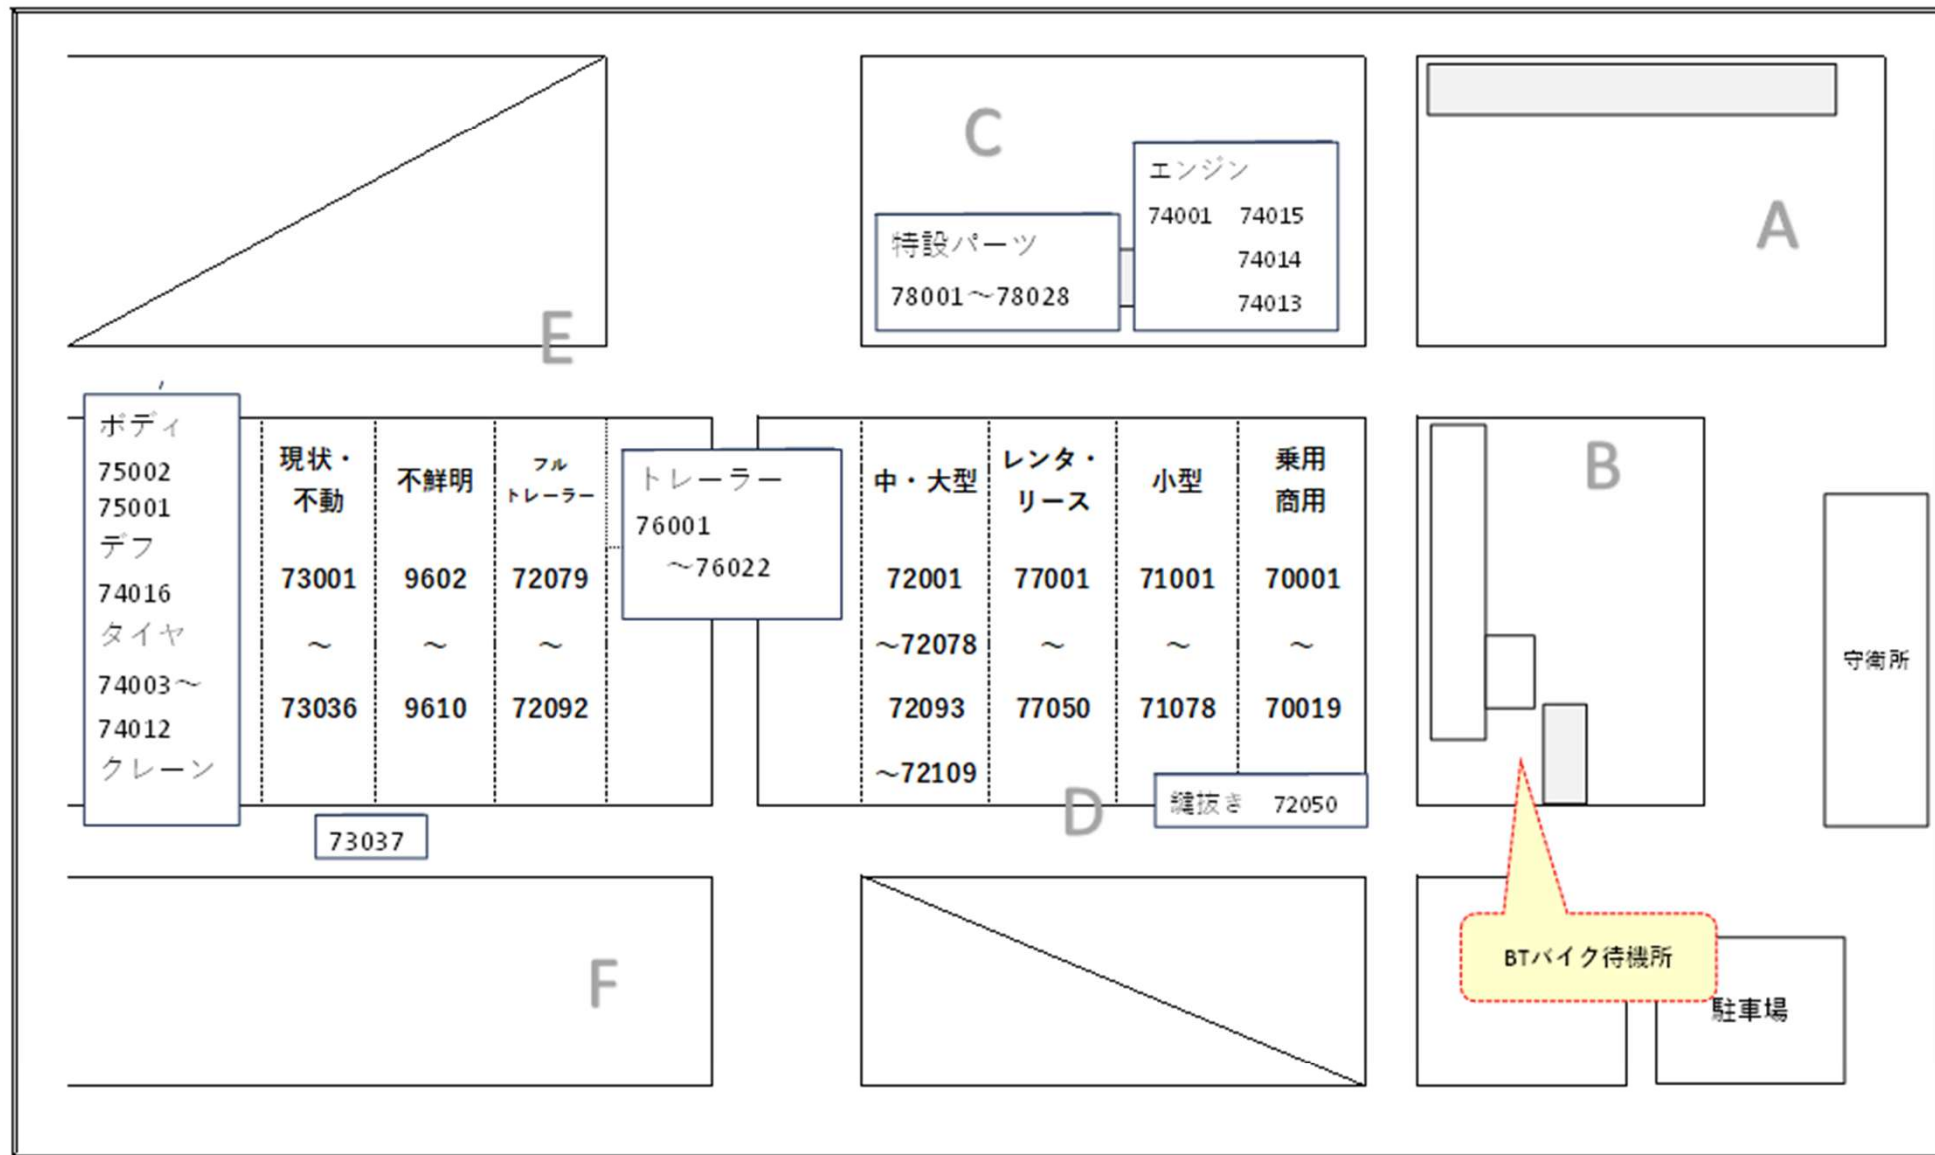 C
A
エンジン
74001 74015
74014
74013
特設パーツ
78001～78028
E
ボディ
75002
75001
デフ
74016
タイヤ
74003～
74012
クレーン
現状・
不動
73001
～
73036
不鮮明
9602
～
9610
フル
トレーラー
72079
～
72092
トレーラー
76001
～76022
中・大型
72001
～72078
72093
～72109
レンタ・
リース
77001
～
77050
小型
71001
～
71078
乗用
商用
70001
～
70019
B
守衛所
73037
D
鍵抜き 72050
F
BTバイク待機所
駐車場